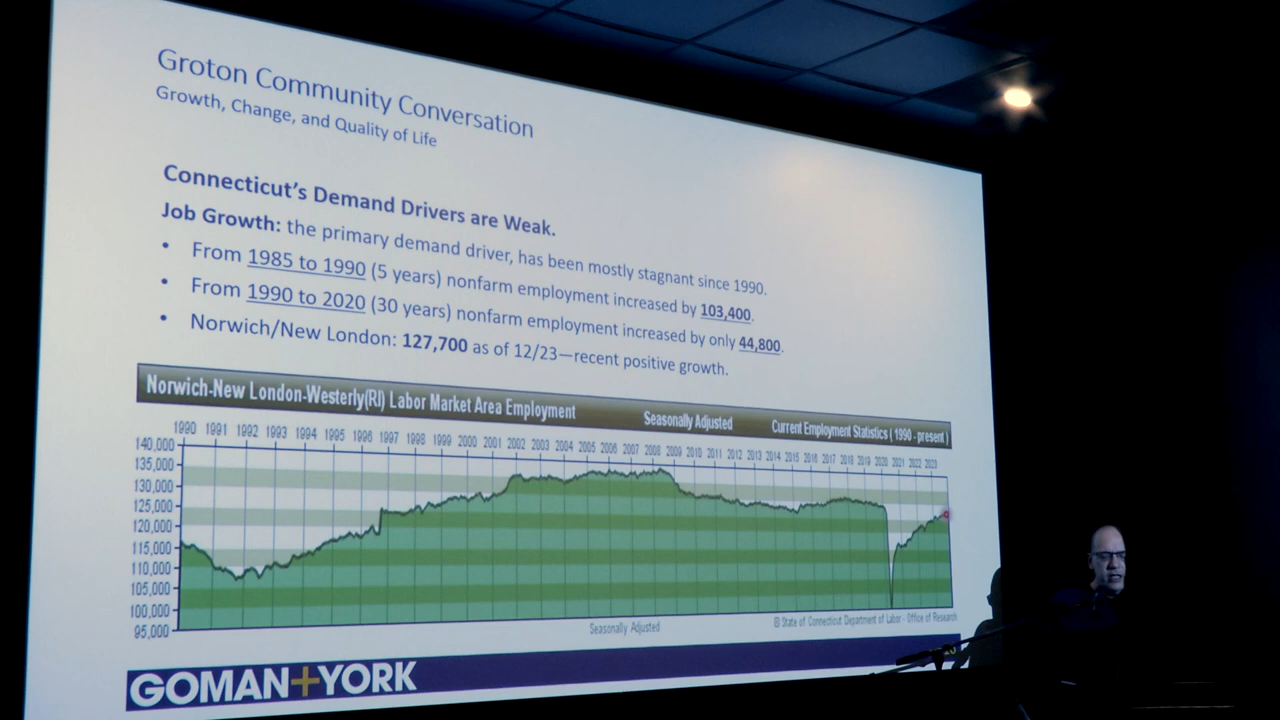 Groton Community Conversation
Growth, Change, and Quality of Life
Connecticut's Demand Drivers are Weak.
Job Growth: the primary demand driver, has been mostly stagnant since 1990.
• From 1985 to 1990 (5 years) nonfarm employment increased by 103,400.
• From 1990 to 2020 (30 years) nonfarm employment increased by only 44,800.
• Norwich/New London: 127,700 as of 12/23—recent positive growth.
Norwich-New London-Westerly(RI) Labor Market Area Employment Seasonally Adjusted Current Employment Statistics ( 1990 - present )
1990 1991 1992 1993 1994 1995 1996 1997 1998 1999 2000 2001 2002 2003 2004 2005 2006 2007 2008 2009 2010 2011 2012 2013 2014 2015 2016 2017 2018 2019 2020 2021 2022 2023
140,000
135,000
130,000
125,000
120,000
115,000
110,000
105,000
100,000
95,000
Seasonally Adjusted
© State of Connecticut Department of Labor - Office of Research
GOMAN+YORK